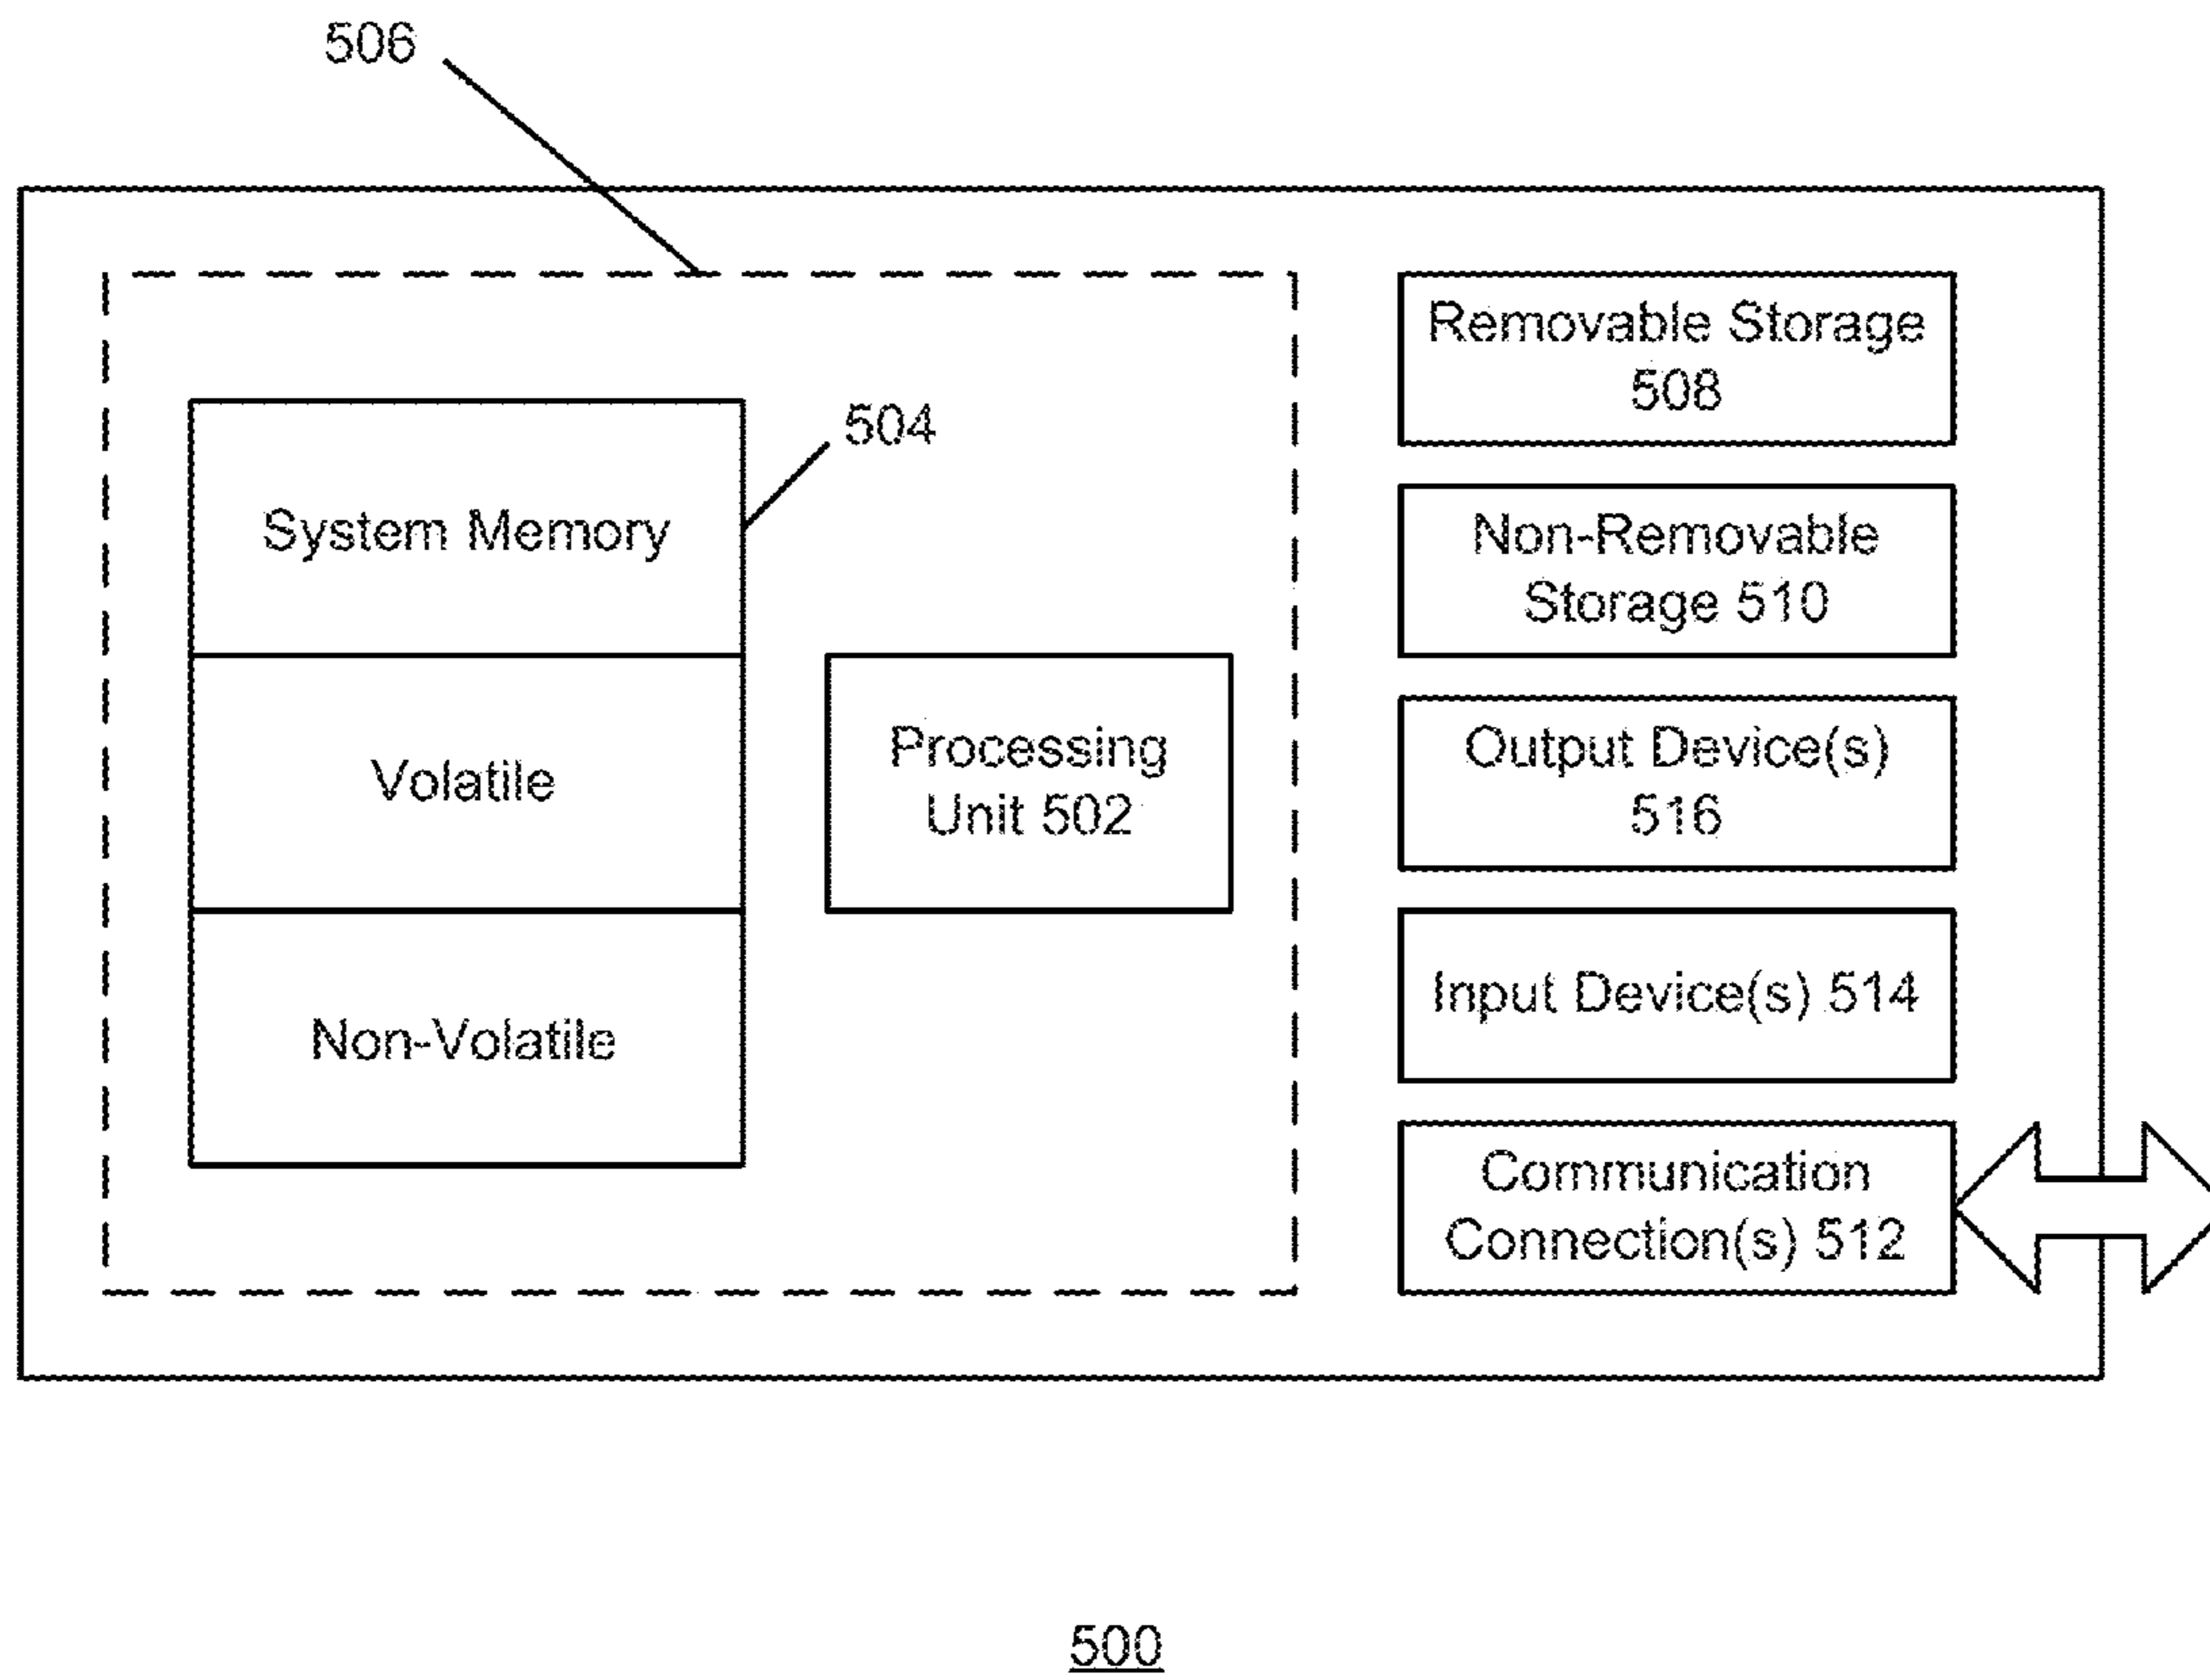 506
504
System Memory
Volatile
Non-Volatile
Processing
Unit 502
Removable Storage
508
Non-Removable
Storage 510
Output Device(s)
516
Input Device(s) 514
Communication
Connection(s) 512
500